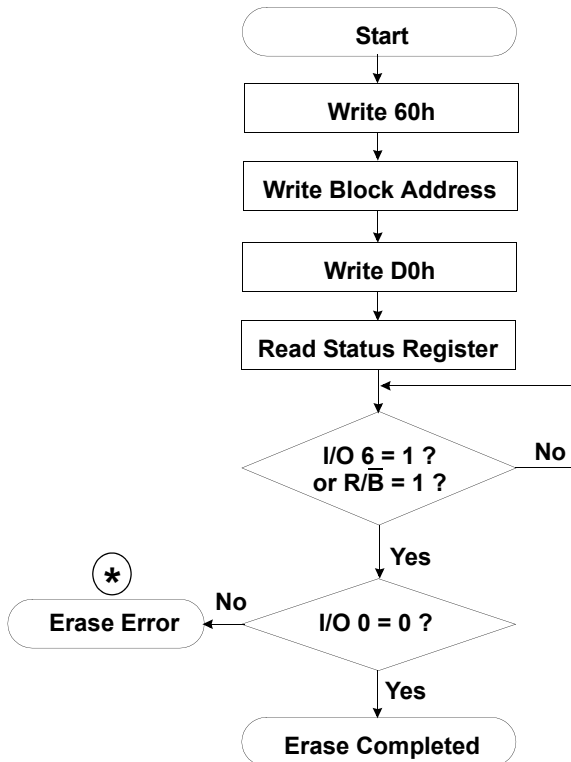 Start
Write 60h
Write Block Address
Write D0h
Read Status Register
I/O 6 = 1 ?
or R/B̅ = 1 ?
No
Yes
*
No
Erase Error
I/O 0 = 0 ?
Yes
Erase Completed